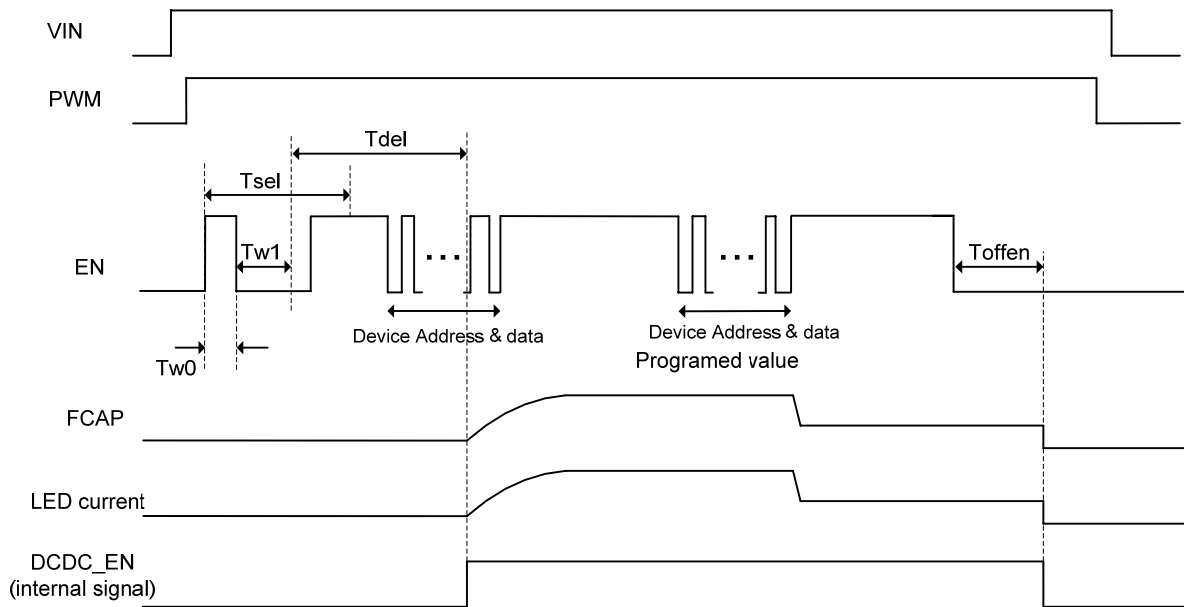 VIN
PWM
Tdel
Tsel
Tw1
EN
Toffen
Device Address & data
Device Address & data
Programed value
Tw0
FCAP
LED current
DCDC_EN
(internal signal)